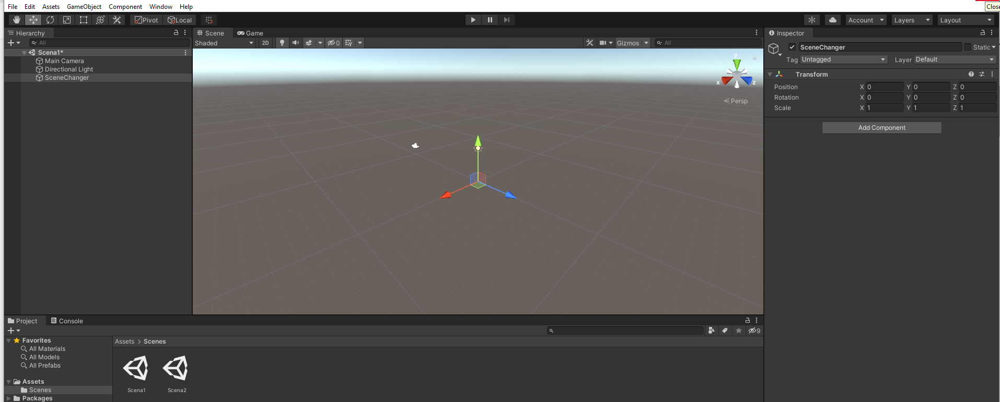 File Edit Assets GameObject Component Window Help
Close
Pivot Local
Account Layers Layout
Hierarchy
All
Scena1*
Main Camera
Directional Light
SceneChanger
Scene Game
Shaded 2D 0 Gizmos All
y
x z
Persp
Inspector
SceneChanger Static
Tag Untagged Layer Default
Transform
Position X 0 Y 0 Z 0
Rotation X 0 Y 0 Z 0
Scale X 1 Y 1 Z 1
Add Component
Project Console
9
Favorites
All Materials
All Models
All Prefabs
Assets
Scenes
Packages
Assets > Scenes
Scena1 Scena2